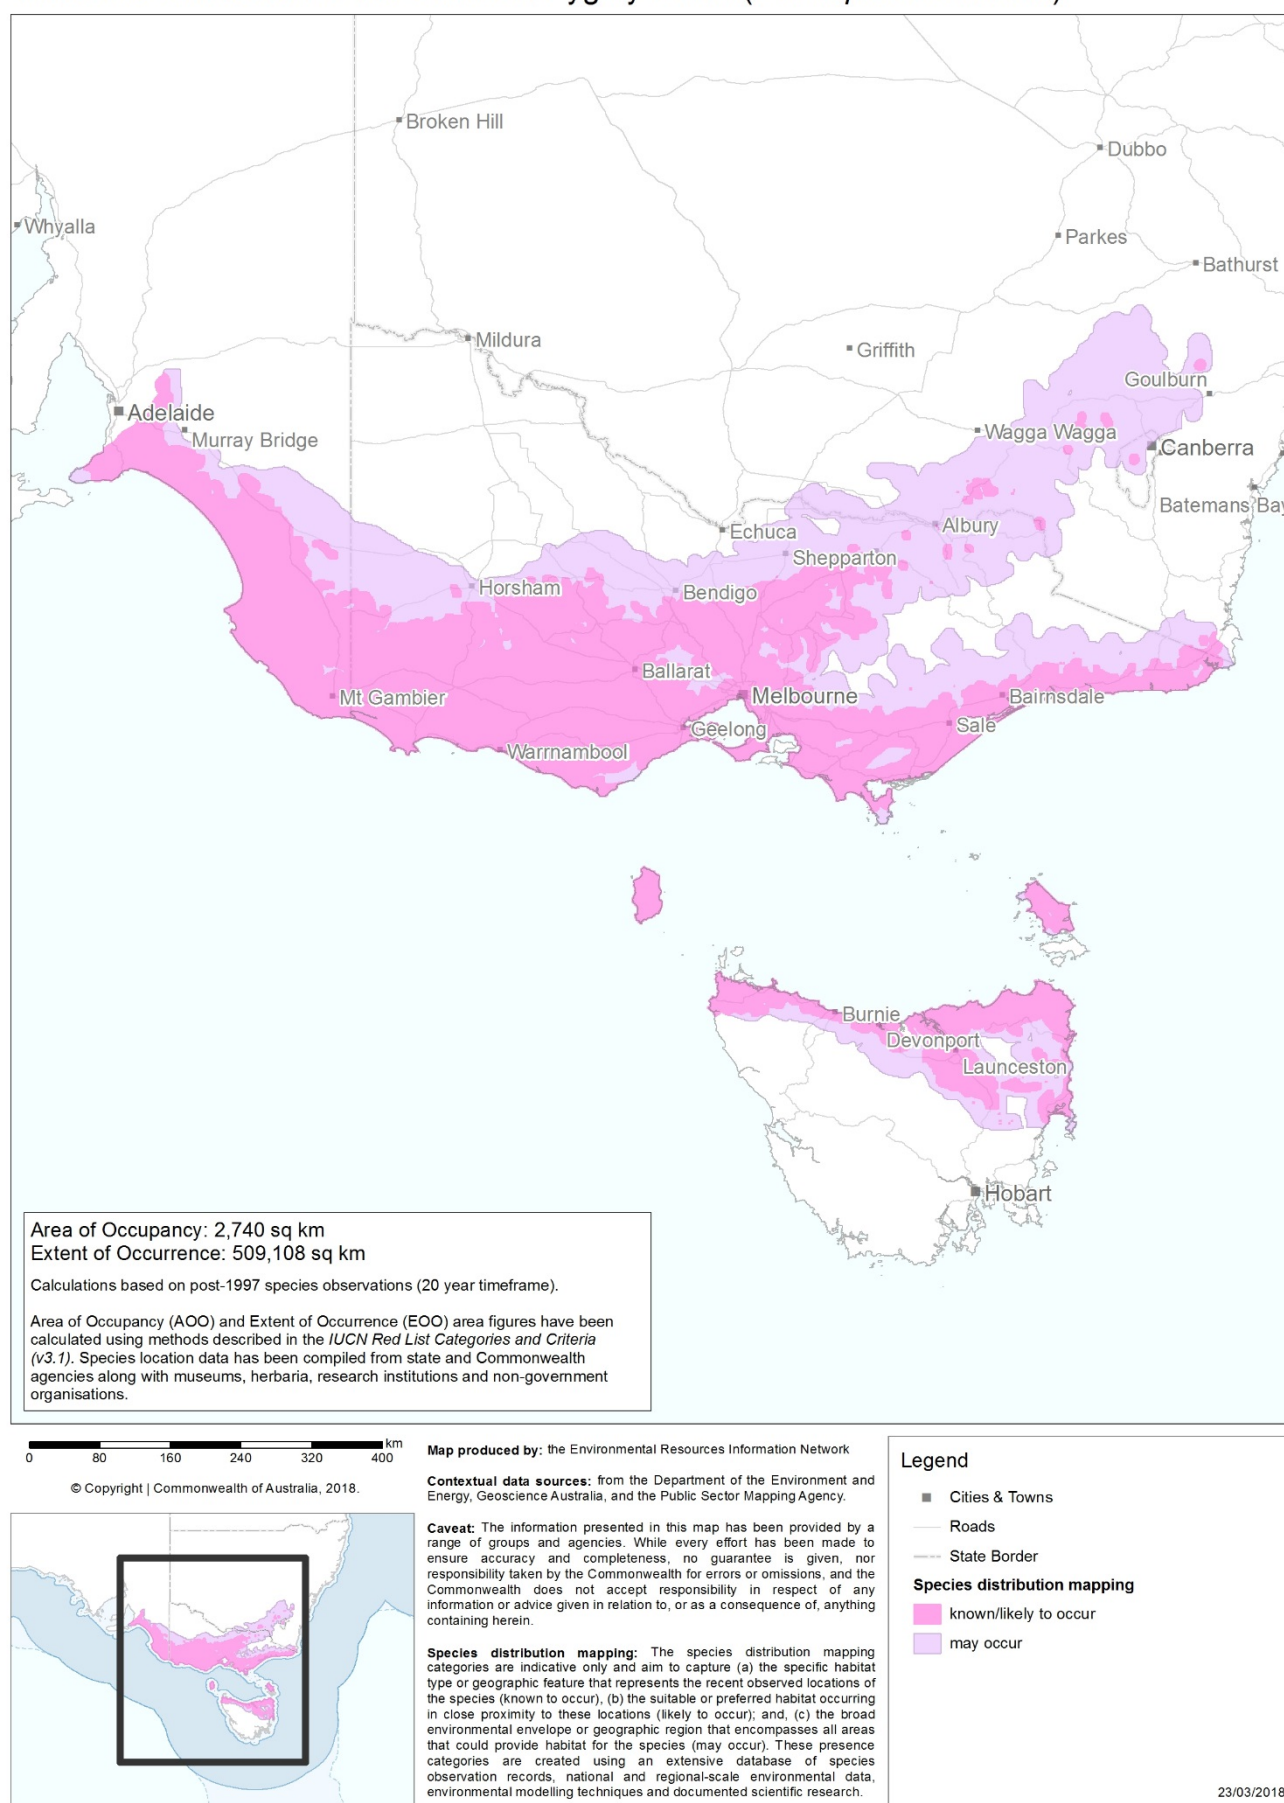 Broken Hill
Dubbo
Whyalla
Parkes
Bathurst
Mildura
Griffith
Goulburn
Adelaide
Murray Bridge
Wagga Wagga
Canberra
Batemans Bay
Echuca
Albury
Shepparton
Horsham
Bendigo
Ballarat
Mt Gambier
Melbourne
Bairnsdale
Geelong
Sale
Warrnambool
Burnie
Devonport
Launceston
Hobart
Area of Occupancy: 2,740 sq km
Extent of Occurrence: 509,108 sq km
Calculations based on post-1997 species observations (20 year timeframe).
Area of Occupancy (AOO) and Extent of Occurrence (EOO) area figures have been
calculated using methods described in the IUCN Red List Categories and Criteria
(v3.1). Species location data has been compiled from state and Commonwealth
agencies along with museums, herbaria, research institutions and non-government
organisations.
km
0 80 160 240 320 400
© Copyright | Commonwealth of Australia, 2018.
Map produced by: the Environmental Resources Information Network
Contextual data sources: from the Department of the Environment and
Energy, Geoscience Australia, and the Public Sector Mapping Agency.
Caveat: The information presented in this map has been provided by a
range of groups and agencies. While every effort has been made to
ensure accuracy and completeness, no guarantee is given, nor
responsibility taken by the Commonwealth for errors or omissions, and the
Commonwealth does not accept responsibility in respect of any
information or advice given in relation to, or as a consequence of, anything
containing herein.
Species distribution mapping: The species distribution mapping
categories are indicative only and aim to capture (a) the specific habitat
type or geographic feature that represents the recent observed locations of
the species (known to occur), (b) the suitable or preferred habitat occurring
in close proximity to these locations (likely to occur); and, (c) the broad
environmental envelope or geographic region that encompasses all areas
that could provide habitat for the species (may occur). These presence
categories are created using an extensive database of species
observation records, national and regional-scale environmental data,
environmental modelling techniques and documented scientific research.
Legend
Cities & Towns
Roads
State Border
Species distribution mapping
known/likely to occur
may occur
23/03/2018